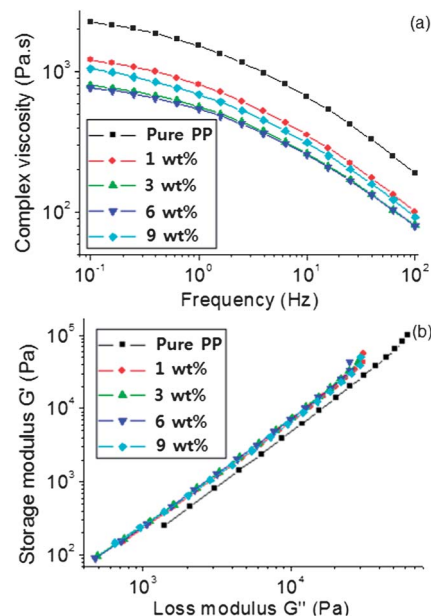 (a)
Complex viscosity (Pa.s)
10³
10²
Pure PP
1 wt%
3 wt%
6 wt%
9 wt%
10⁻¹ 10⁰ 10¹ 10²
Frequency (Hz)
(b)
Storage modulus G' (Pa)
10⁵
10⁴
10³
10²
Pure PP
1 wt%
3 wt%
6 wt%
9 wt%
10³ 10⁴
Loss modulus G'' (Pa)